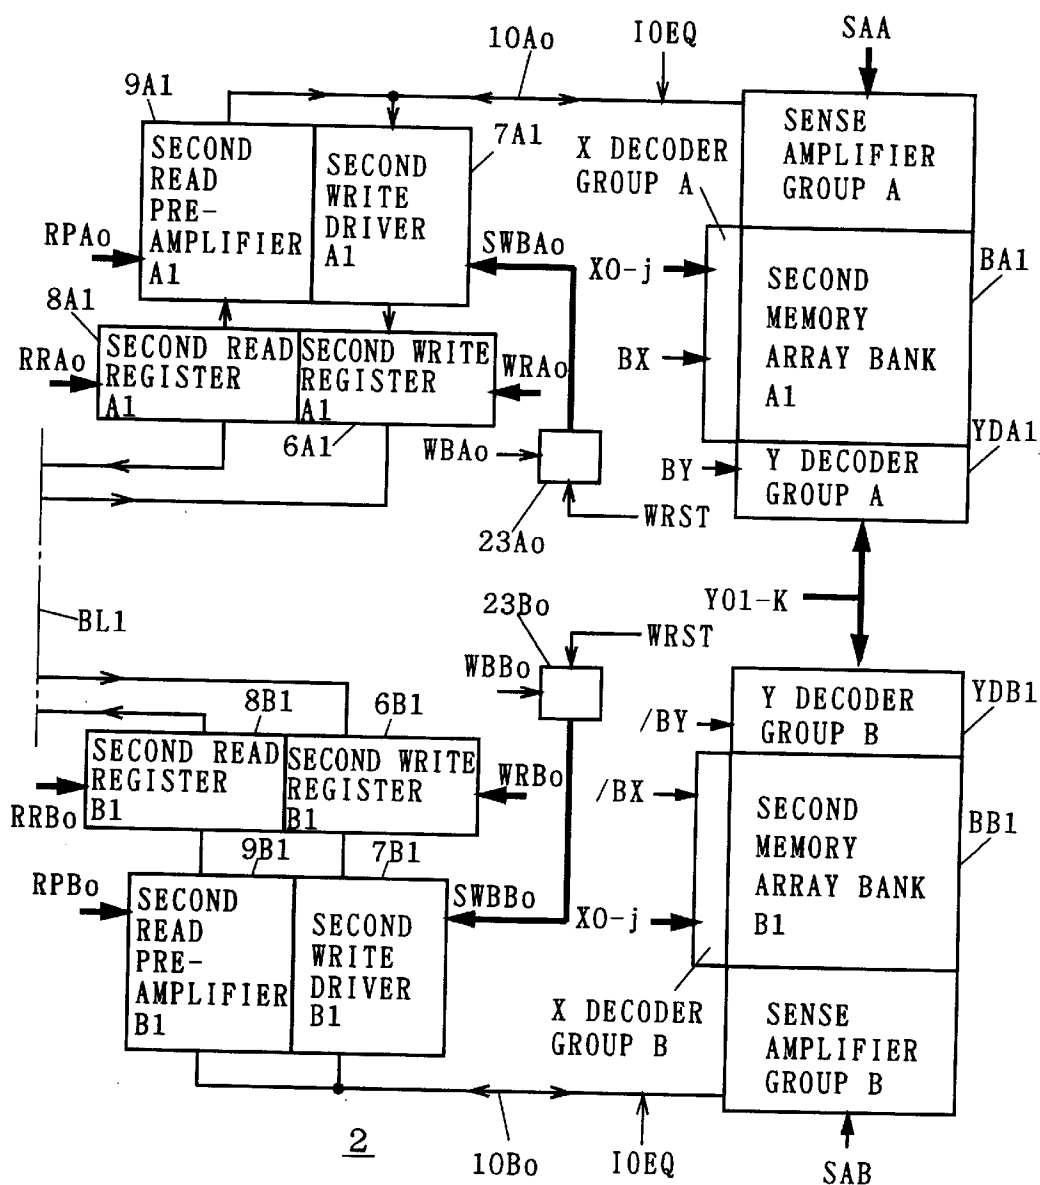 10Ao
IOEQ
SAA
9A1
7A1
SECOND
READ
PRE-
AMPLIFIER
A1
SECOND
WRITE
DRIVER
A1
X DECODER
GROUP A
SENSE
AMPLIFIER
GROUP A
RPAo
SWBAo
X0-j
BA1
SECOND
MEMORY
ARRAY BANK
A1
8A1
RRAo
SECOND READ
REGISTER
A1
SECOND WRITE
REGISTER
A1
WRAo
BX
6A1
WBAo
YDA1
BY
Y DECODER
GROUP A
WRST
23Ao
BL1
Y01-K
23Bo
WRST
WBBo
8B1
6B1
/BY
Y DECODER
GROUP B
YDB1
SECOND READ
REGISTER
B1
SECOND WRITE
REGISTER
B1
WRBo
/BX
RRBo
SECOND
MEMORY
ARRAY BANK
B1
BB1
9B1
7B1
RPBo
SECOND
READ
PRE-
AMPLIFIER
B1
SECOND
WRITE
DRIVER
B1
SWBBo
X0-j
X DECODER
GROUP B
SENSE
AMPLIFIER
GROUP B
2
10Bo
IOEQ
SAB